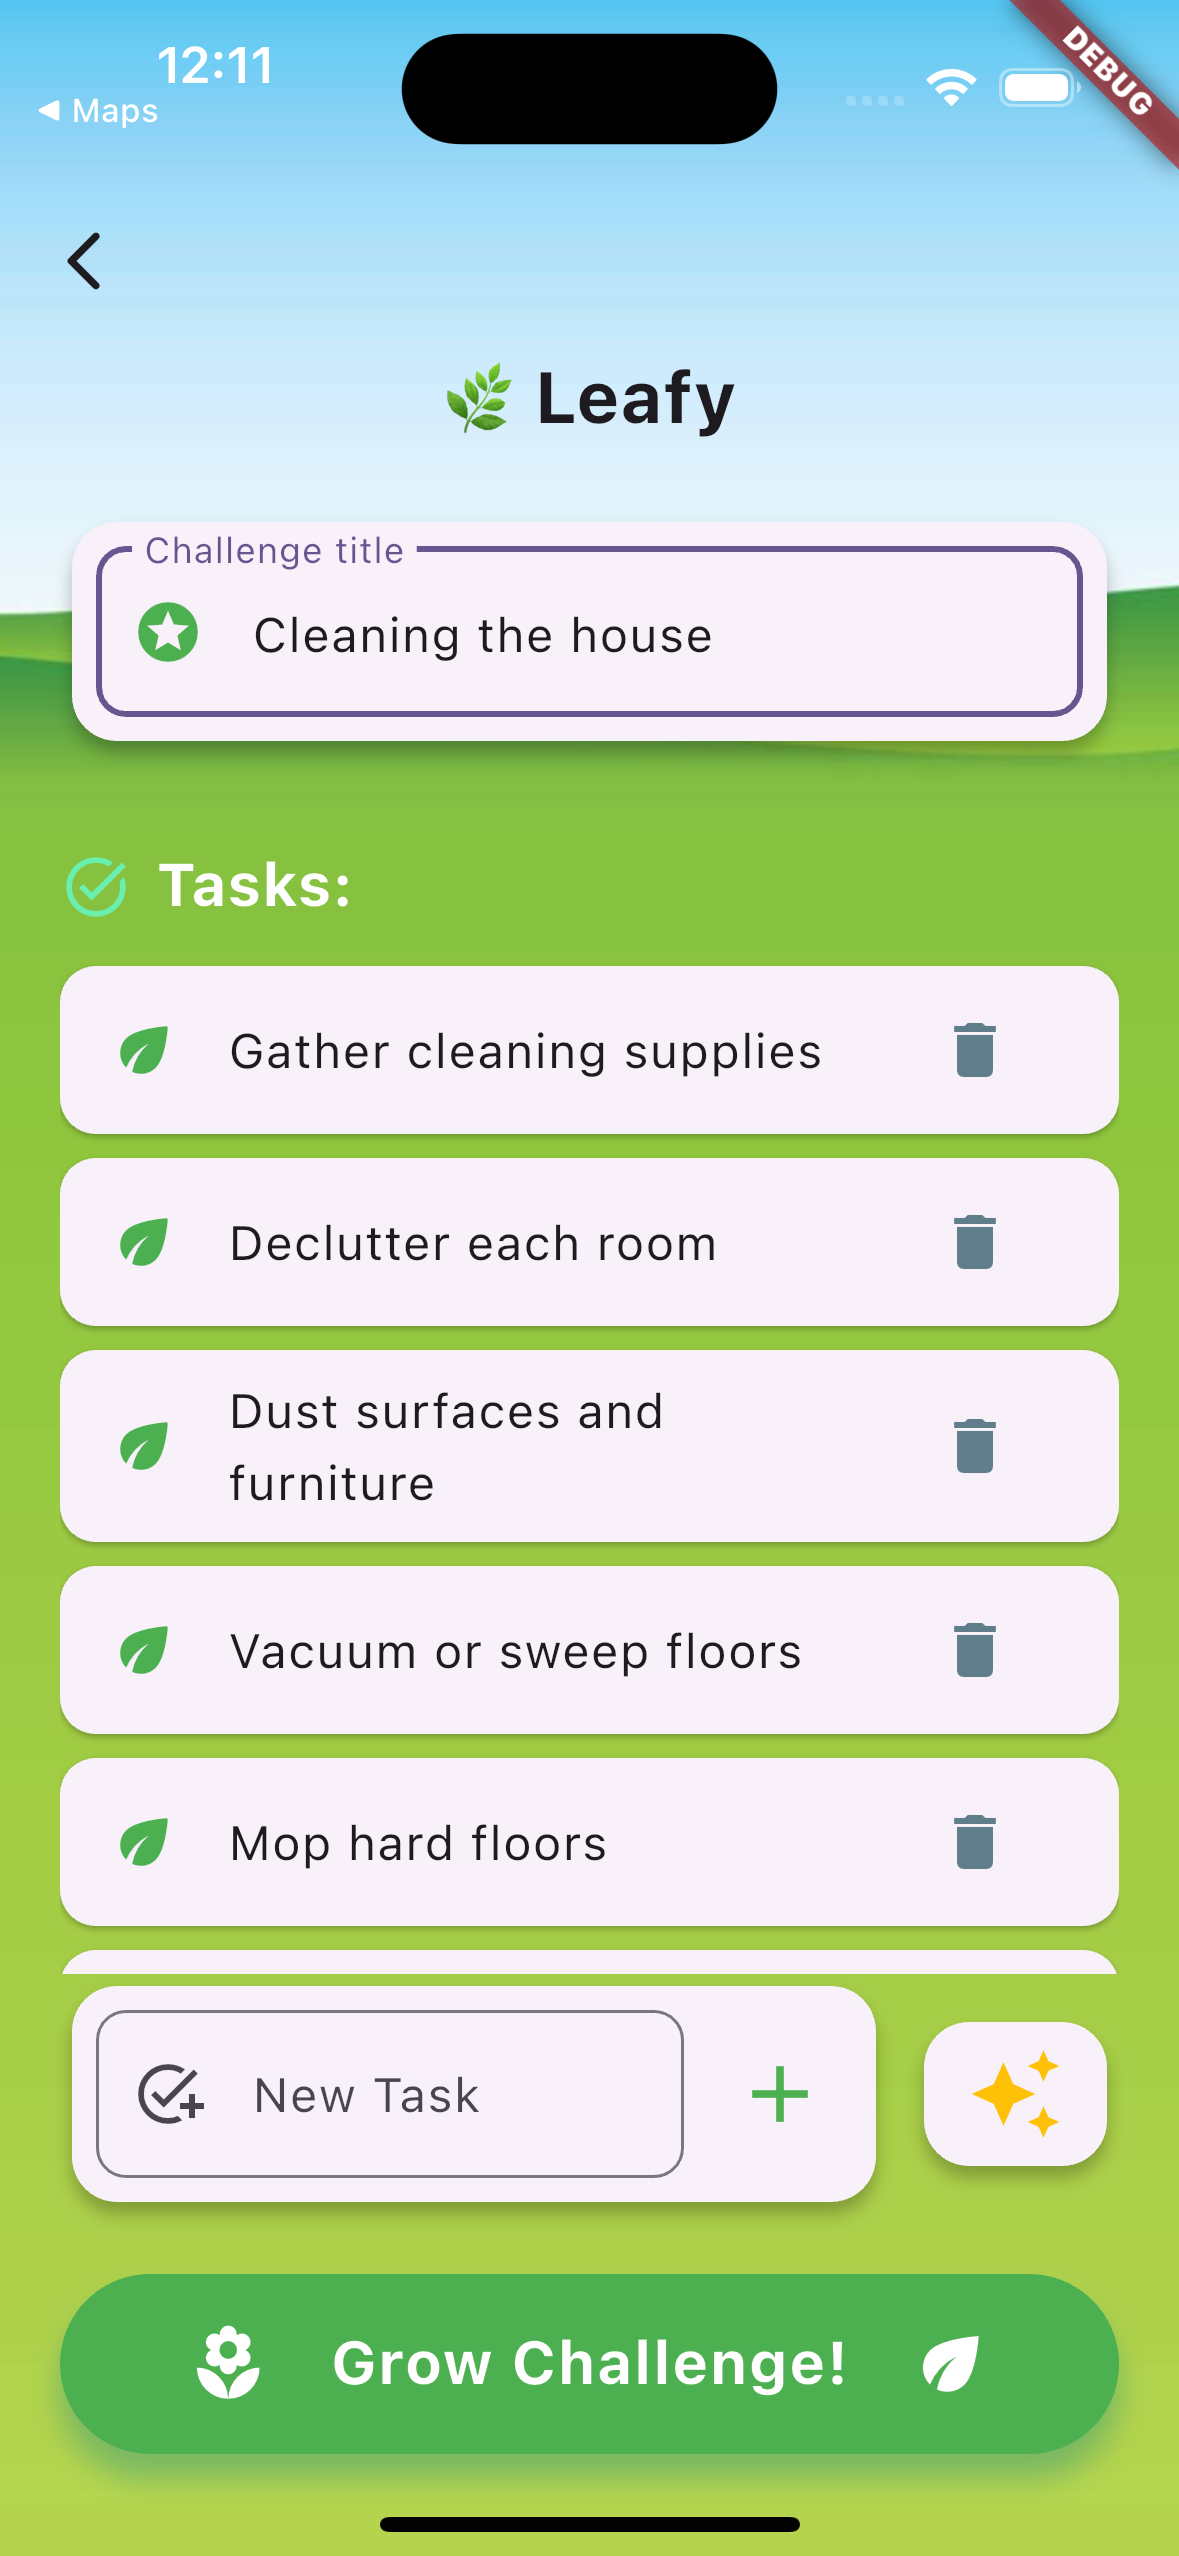 12:11
Maps
DEBUG
Leafy
Challenge title
Cleaning the house
Tasks:
Gather cleaning supplies
Declutter each room
Dust surfaces and
furniture
Vacuum or sweep floors
Mop hard floors
New Task
Grow Challenge!